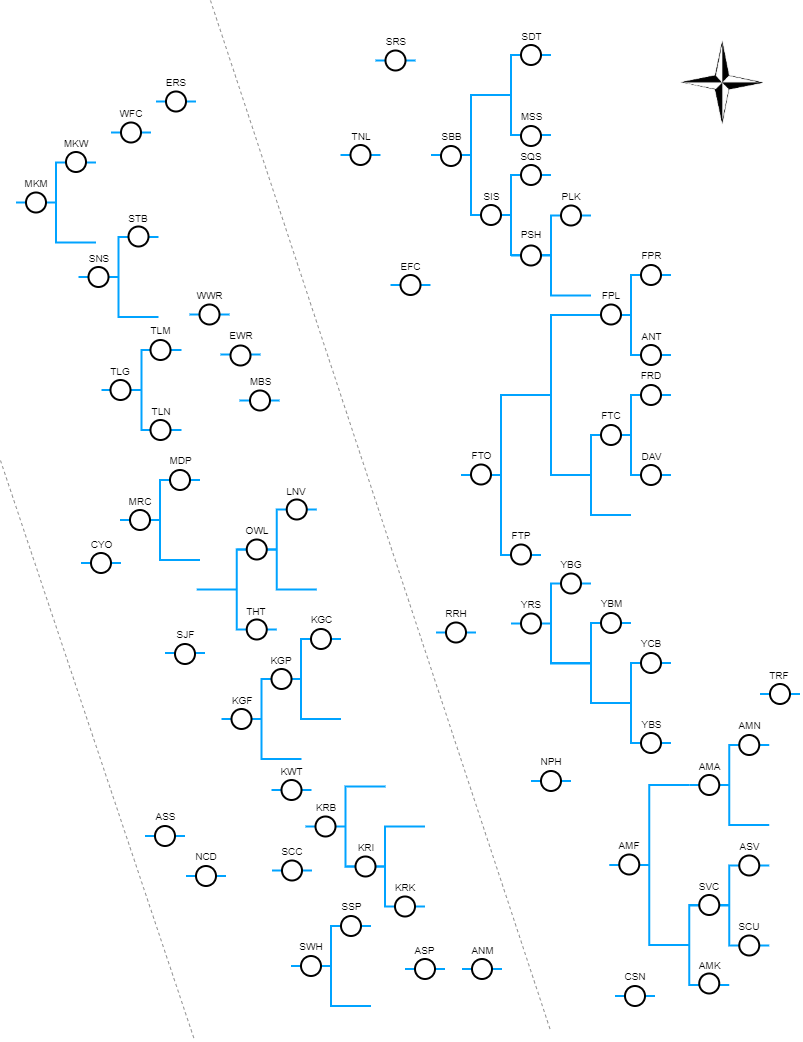 SRS
SDT
ERS
WFC
MSS
MKW
TNL
SBB
SQS
MKM
SIS
PLK
STB
PSH
SNS
EFC
FPR
WWR
FPL
TLM
EWR
ANT
TLG
MBS
FRD
TLN
FTC
MDP
FTO
DAV
LNV
MRC
OWL
CYO
FTP
YBG
THT
KGC
RRH
YRS
YBM
SJF
KGP
YCB
TRF
KGF
YBS
AMN
KWT
NPH
AMA
KRB
ASS
NCD
SCC
KRI
AMF
ASV
KRK
SVC
SSP
SCU
SWH
ASP
ANM
CSN
AMK